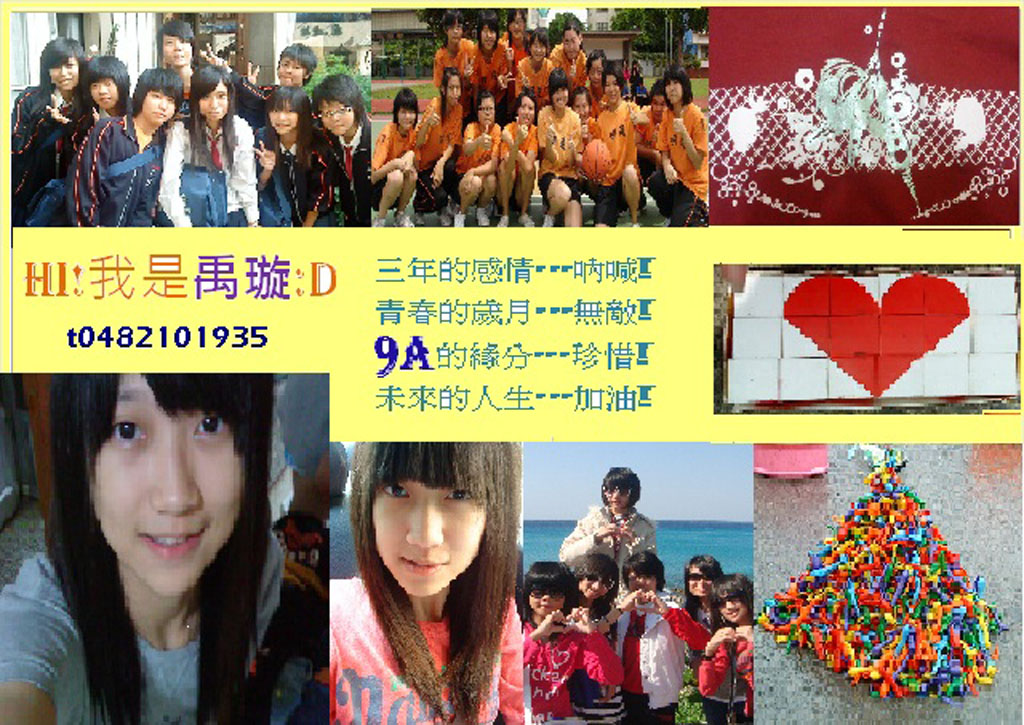 HI!我是禹璇:D
t0482101935
三年的感情---吶喊!!
青春的歲月---無敵!!
9A的緣分---珍惜!!
未來的人生---加油!!